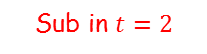 Sub in t = 2